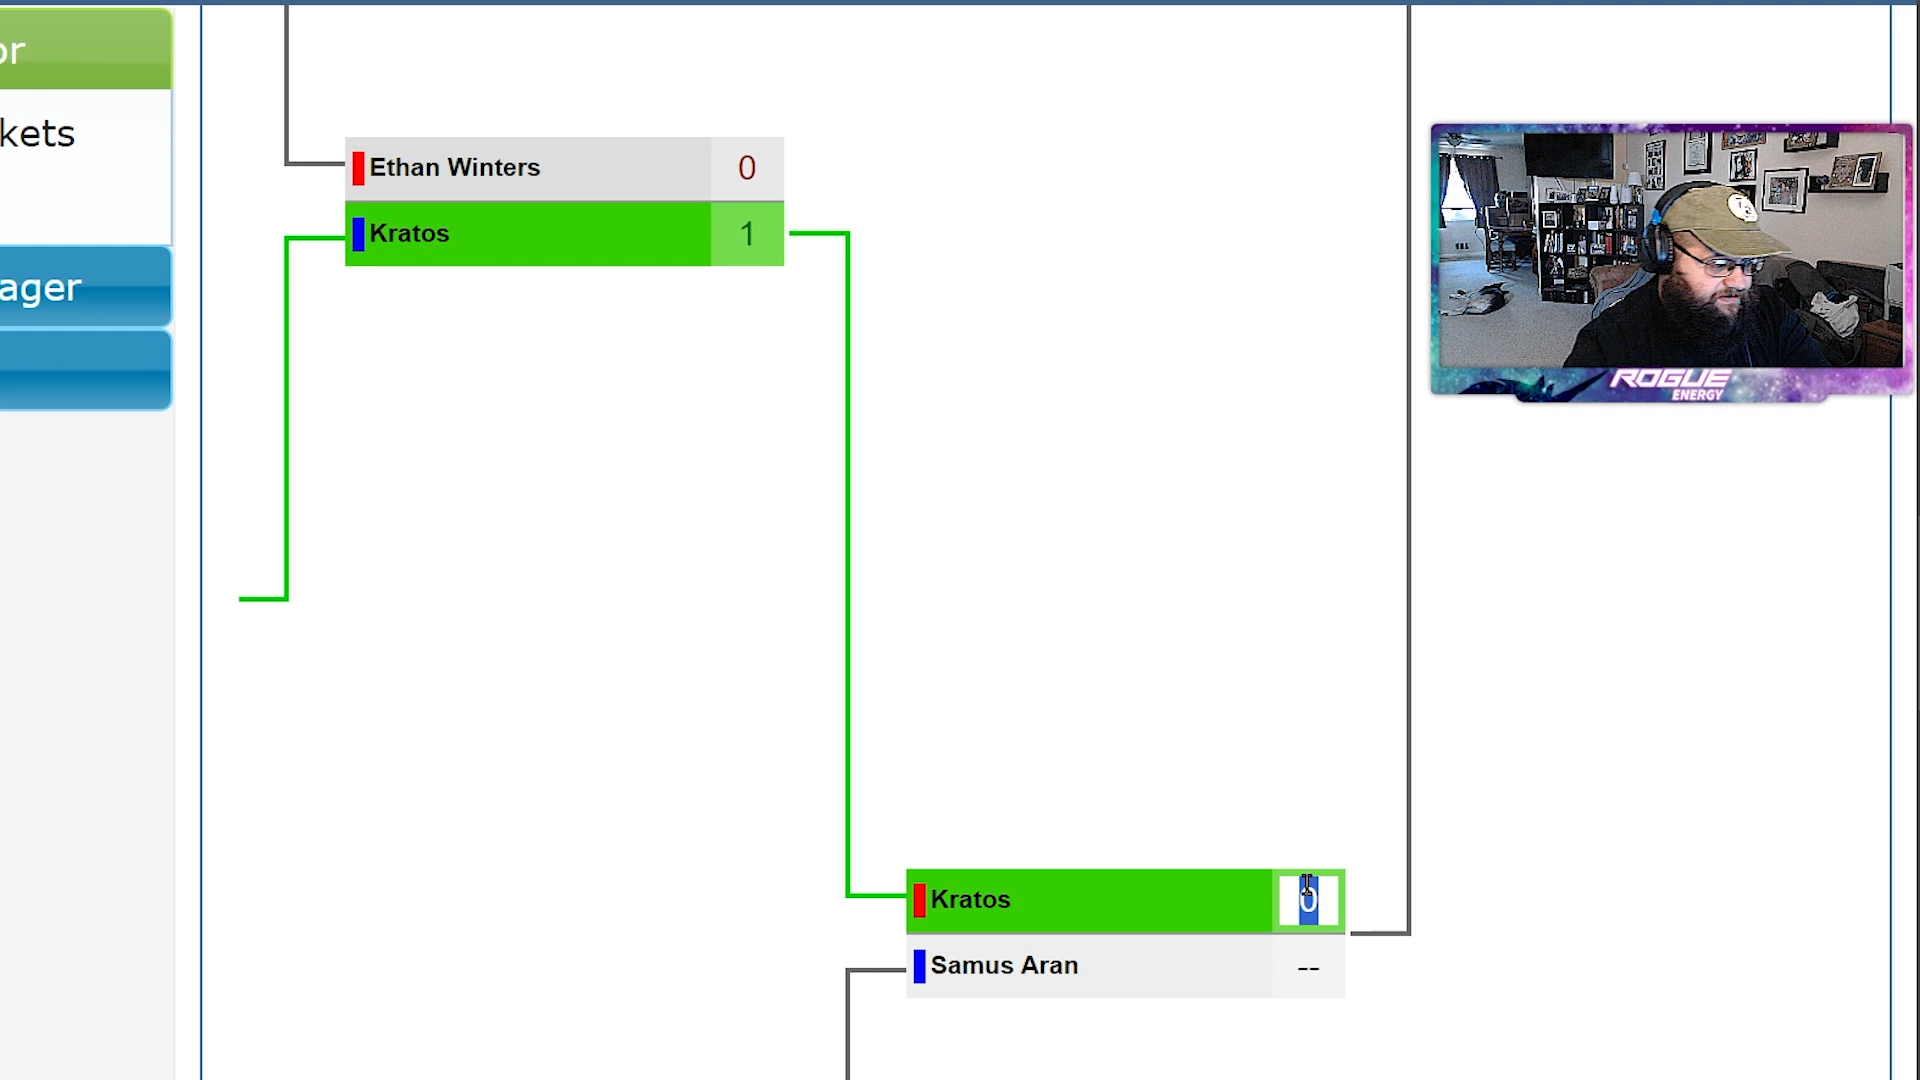 or
kets
ager
Ethan Winters 0
Kratos 1
ROGUE
ENERGY
Kratos 0
Samus Aran --